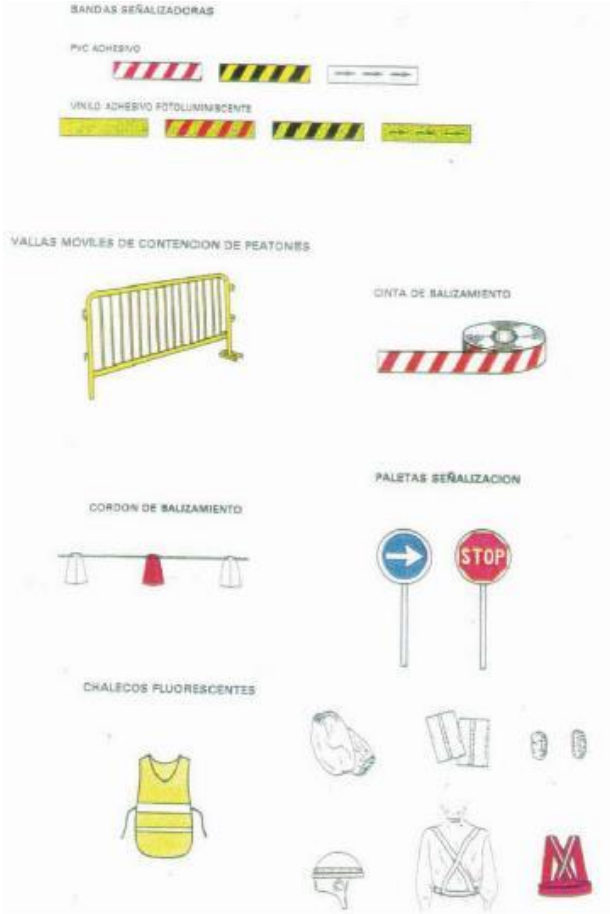 BANDAS SEÑALIZADORAS
PVC ADHESIVO
VINILO ADHESIVO FOTOLUMINISCENTE
VALLAS MOVILES DE CONTENCION DE PEATONES
CINTA DE BALIZAMIENTO
PALETAS SEÑALIZACION
CORDON DE BALIZAMIENTO
STOP
CHALECOS FLUORESCENTES